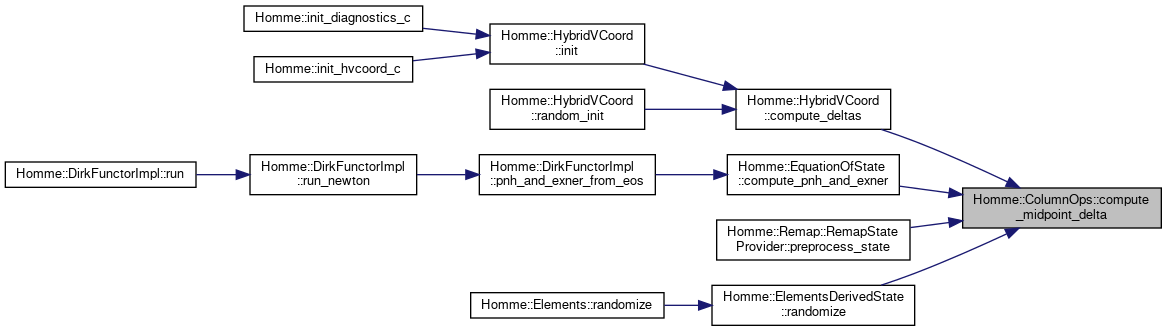 Homme::init_diagnostics_c
Homme::init_hvcoord_c
Homme::HybridVCoord
::init
Homme::HybridVCoord
::random_init
Homme::HybridVCoord
::compute_deltas
Homme::DirkFunctorImpl::run
Homme::DirkFunctorImpl
::run_newton
Homme::DirkFunctorImpl
::pnh_and_exner_from_eos
Homme::EquationOfState
::compute_pnh_and_exner
Homme::ColumnOps::compute
_midpoint_delta
Homme::Remap::RemapState
Provider::preprocess_state
Homme::Elements::randomize
Homme::ElementsDerivedState
::randomize